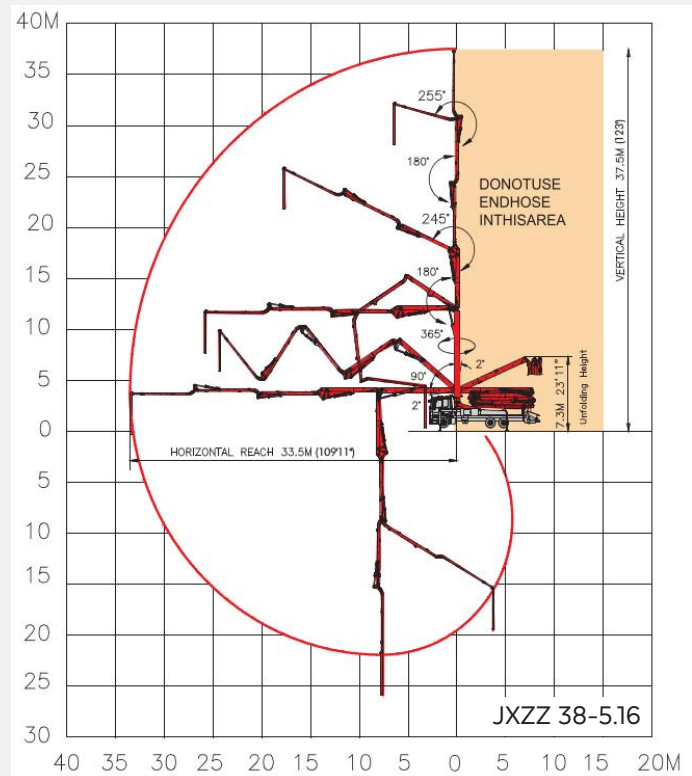 40M
35
30
25
20
15
10
5
0
5
10
15
20
25
30
255°
180°
245°
180°
365°
90°
2°
2°
DONOTUSE
ENDHOSE
INTHISAREA
VERTICAL HEIGHT 37.5M (123')
7.3M 23'11"
Unfolding Height
HORIZONTAL REACH 33.5M (109'11")
JXZZ 38-5.16
40 35 30 25 20 15 10 5 0 5 10 15 20M